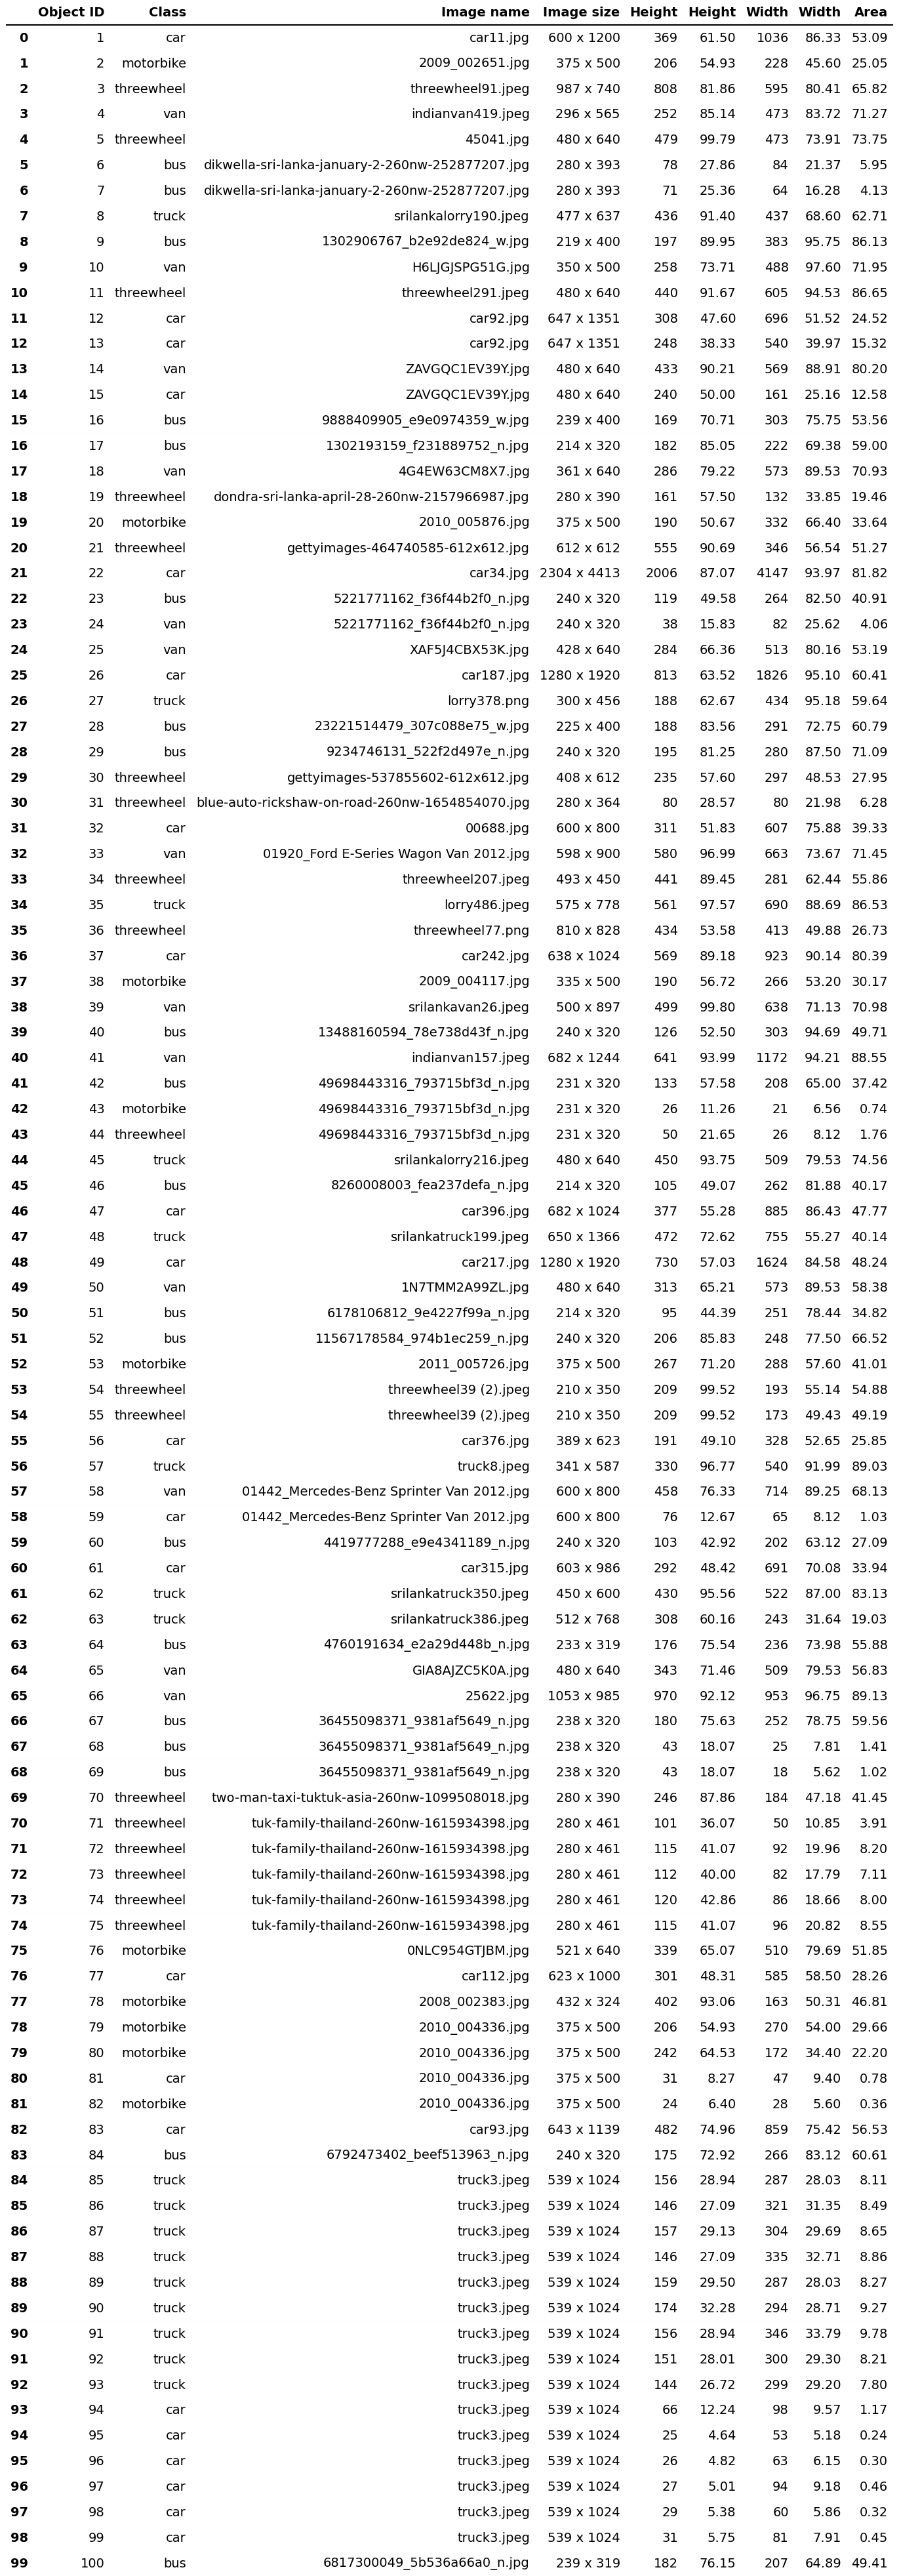 Object ID Class Image name Image size Height Height Width Width Area
0 1 car car11.jpg 600 x 1200 369 61.50 1036 86.33 53.09
1 2 motorbike 2009_002651.jpg 375 x 500 206 54.93 228 45.60 25.05
2 3 threewheel threewheel91.jpeg 987 x 740 808 81.86 595 80.41 65.82
3 4 van indianvan419.jpeg 296 x 565 252 85.14 473 83.72 71.27
4 5 threewheel 45041.jpg 480 x 640 479 99.79 473 73.91 73.75
5 6 bus dikwella-sri-lanka-january-2-260nw-252877207.jpg 280 x 393 78 27.86 84 21.37 5.95
6 7 bus dikwella-sri-lanka-january-2-260nw-252877207.jpg 280 x 393 71 25.36 64 16.28 4.13
7 8 truck srilankalorry190.jpeg 477 x 637 436 91.40 437 68.60 62.71
8 9 bus 1302906767_b2e92de824_w.jpg 219 x 400 197 89.95 383 95.75 86.13
9 10 van H6LJGJSPG51G.jpg 350 x 500 258 73.71 488 97.60 71.95
10 11 threewheel threewheel291.jpeg 480 x 640 440 91.67 605 94.53 86.65
11 12 car car92.jpg 647 x 1351 308 47.60 696 51.52 24.52
12 13 car car92.jpg 647 x 1351 248 38.33 540 39.97 15.32
13 14 van ZAVGQC1EV39Y.jpg 480 x 640 433 90.21 569 88.91 80.20
14 15 car ZAVGQC1EV39Y.jpg 480 x 640 240 50.00 161 25.16 12.58
15 16 bus 9888409905_e9e0974359_w.jpg 239 x 400 169 70.71 303 75.75 53.56
16 17 bus 1302193159_f231889752_n.jpg 214 x 320 182 85.05 222 69.38 59.00
17 18 van 4G4EW63CM8X7.jpg 361 x 640 286 79.22 573 89.53 70.93
18 19 threewheel dondra-sri-lanka-april-28-260nw-2157966987.jpg 280 x 390 161 57.50 132 33.85 19.46
19 20 motorbike 2010_005876.jpg 375 x 500 190 50.67 332 66.40 33.64
20 21 threewheel gettyimages-464740585-612x612.jpg 612 x 612 555 90.69 346 56.54 51.27
21 22 car car34.jpg 2304 x 4413 2006 87.07 4147 93.97 81.82
22 23 bus 5221771162_f36f44b2f0_n.jpg 240 x 320 119 49.58 264 82.50 40.91
23 24 van 5221771162_f36f44b2f0_n.jpg 240 x 320 38 15.83 82 25.62 4.06
24 25 van XAF5J4CBX53K.jpg 428 x 640 284 66.36 513 80.16 53.19
25 26 car car187.jpg 1280 x 1920 813 63.52 1826 95.10 60.41
26 27 truck lorry378.png 300 x 456 188 62.67 434 95.18 59.64
27 28 bus 23221514479_307c088e75_w.jpg 225 x 400 188 83.56 291 72.75 60.79
28 29 bus 9234746131_522f2d497e_n.jpg 240 x 320 195 81.25 280 87.50 71.09
29 30 threewheel gettyimages-537855602-612x612.jpg 408 x 612 235 57.60 297 48.53 27.95
30 31 threewheel blue-auto-rickshaw-on-road-260nw-1654854070.jpg 280 x 364 80 28.57 80 21.98 6.28
31 32 car 00688.jpg 600 x 800 311 51.83 607 75.88 39.33
32 33 van 01920_Ford E-Series Wagon Van 2012.jpg 598 x 900 580 96.99 663 73.67 71.45
33 34 threewheel threewheel207.jpeg 493 x 450 441 89.45 281 62.44 55.86
34 35 truck lorry486.jpeg 575 x 778 561 97.57 690 88.69 86.53
35 36 threewheel threewheel77.png 810 x 828 434 53.58 413 49.88 26.73
36 37 car car242.jpg 638 x 1024 569 89.18 923 90.14 80.39
37 38 motorbike 2009_004117.jpg 335 x 500 190 56.72 266 53.20 30.17
38 39 van srilankavan26.jpeg 500 x 897 499 99.80 638 71.13 70.98
39 40 bus 13488160594_78e738d43f_n.jpg 240 x 320 126 52.50 303 94.69 49.71
40 41 van indianvan157.jpeg 682 x 1244 641 93.99 1172 94.21 88.55
41 42 bus 49698443316_793715bf3d_n.jpg 231 x 320 133 57.58 208 65.00 37.42
42 43 motorbike 49698443316_793715bf3d_n.jpg 231 x 320 26 11.26 21 6.56 0.74
43 44 threewheel 49698443316_793715bf3d_n.jpg 231 x 320 50 21.65 26 8.12 1.76
44 45 truck srilankalorry216.jpeg 480 x 640 450 93.75 509 79.53 74.56
45 46 bus 8260008003_fea237defa_n.jpg 214 x 320 105 49.07 262 81.88 40.17
46 47 car car396.jpg 682 x 1024 377 55.28 885 86.43 47.77
47 48 truck srilankatruck199.jpeg 650 x 1366 472 72.62 755 55.27 40.14
48 49 car car217.jpg 1280 x 1920 730 57.03 1624 84.58 48.24
49 50 van 1N7TMM2A99ZL.jpg 480 x 640 313 65.21 573 89.53 58.38
50 51 bus 6178106812_9e4227f99a_n.jpg 214 x 320 95 44.39 251 78.44 34.82
51 52 bus 11567178584_974b1ec259_n.jpg 240 x 320 206 85.83 248 77.50 66.52
52 53 motorbike 2011_005726.jpg 375 x 500 267 71.20 288 57.60 41.01
53 54 threewheel threewheel39 (2).jpeg 210 x 350 209 99.52 193 55.14 54.88
54 55 threewheel threewheel39 (2).jpeg 210 x 350 209 99.52 173 49.43 49.19
55 56 car car376.jpg 389 x 623 191 49.10 328 52.65 25.85
56 57 truck truck8.jpeg 341 x 587 330 96.77 540 91.99 89.03
57 58 van 01442_Mercedes-Benz Sprinter Van 2012.jpg 600 x 800 458 76.33 714 89.25 68.13
58 59 car 01442_Mercedes-Benz Sprinter Van 2012.jpg 600 x 800 76 12.67 65 8.12 1.03
59 60 bus 4419777288_e9e4341189_n.jpg 240 x 320 103 42.92 202 63.12 27.09
60 61 car car315.jpg 603 x 986 292 48.42 691 70.08 33.94
61 62 truck srilankatruck350.jpeg 450 x 600 430 95.56 522 87.00 83.13
62 63 truck srilankatruck386.jpeg 512 x 768 308 60.16 243 31.64 19.03
63 64 bus 4760191634_e2a29d448b_n.jpg 233 x 319 176 75.54 236 73.98 55.88
64 65 van GIA8AJZC5K0A.jpg 480 x 640 343 71.46 509 79.53 56.83
65 66 van 25622.jpg 1053 x 985 970 92.12 953 96.75 89.13
66 67 bus 36455098371_9381af5649_n.jpg 238 x 320 180 75.63 252 78.75 59.56
67 68 bus 36455098371_9381af5649_n.jpg 238 x 320 43 18.07 25 7.81 1.41
68 69 bus 36455098371_9381af5649_n.jpg 238 x 320 43 18.07 18 5.62 1.02
69 70 threewheel two-man-taxi-tuktuk-asia-260nw-1099508018.jpg 280 x 390 246 87.86 184 47.18 41.45
70 71 threewheel tuk-family-thailand-260nw-1615934398.jpg 280 x 461 101 36.07 50 10.85 3.91
71 72 threewheel tuk-family-thailand-260nw-1615934398.jpg 280 x 461 115 41.07 92 19.96 8.20
72 73 threewheel tuk-family-thailand-260nw-1615934398.jpg 280 x 461 112 40.00 82 17.79 7.11
73 74 threewheel tuk-family-thailand-260nw-1615934398.jpg 280 x 461 120 42.86 86 18.66 8.00
74 75 threewheel tuk-family-thailand-260nw-1615934398.jpg 280 x 461 115 41.07 96 20.82 8.55
75 76 motorbike 0NLC954GTJBM.jpg 521 x 640 339 65.07 510 79.69 51.85
76 77 car car112.jpg 623 x 1000 301 48.31 585 58.50 28.26
77 78 motorbike 2008_002383.jpg 432 x 324 402 93.06 163 50.31 46.81
78 79 motorbike 2010_004336.jpg 375 x 500 206 54.93 270 54.00 29.66
79 80 motorbike 2010_004336.jpg 375 x 500 242 64.53 172 34.40 22.20
80 81 car 2010_004336.jpg 375 x 500 31 8.27 47 9.40 0.78
81 82 motorbike 2010_004336.jpg 375 x 500 24 6.40 28 5.60 0.36
82 83 car car93.jpg 643 x 1139 482 74.96 859 75.42 56.53
83 84 bus 6792473402_beef513963_n.jpg 240 x 320 175 72.92 266 83.12 60.61
84 85 truck truck3.jpeg 539 x 1024 156 28.94 287 28.03 8.11
85 86 truck truck3.jpeg 539 x 1024 146 27.09 321 31.35 8.49
86 87 truck truck3.jpeg 539 x 1024 157 29.13 304 29.69 8.65
87 88 truck truck3.jpeg 539 x 1024 146 27.09 335 32.71 8.86
88 89 truck truck3.jpeg 539 x 1024 159 29.50 287 28.03 8.27
89 90 truck truck3.jpeg 539 x 1024 174 32.28 294 28.71 9.27
90 91 truck truck3.jpeg 539 x 1024 156 28.94 346 33.79 9.78
91 92 truck truck3.jpeg 539 x 1024 151 28.01 300 29.30 8.21
92 93 truck truck3.jpeg 539 x 1024 144 26.72 299 29.20 7.80
93 94 car truck3.jpeg 539 x 1024 66 12.24 98 9.57 1.17
94 95 car truck3.jpeg 539 x 1024 25 4.64 53 5.18 0.24
95 96 car truck3.jpeg 539 x 1024 26 4.82 63 6.15 0.30
96 97 car truck3.jpeg 539 x 1024 27 5.01 94 9.18 0.46
97 98 car truck3.jpeg 539 x 1024 29 5.38 60 5.86 0.32
98 99 car truck3.jpeg 539 x 1024 31 5.75 81 7.91 0.45
99 100 bus 6817300049_5b536a66a0_n.jpg 239 x 319 182 76.15 207 64.89 49.41